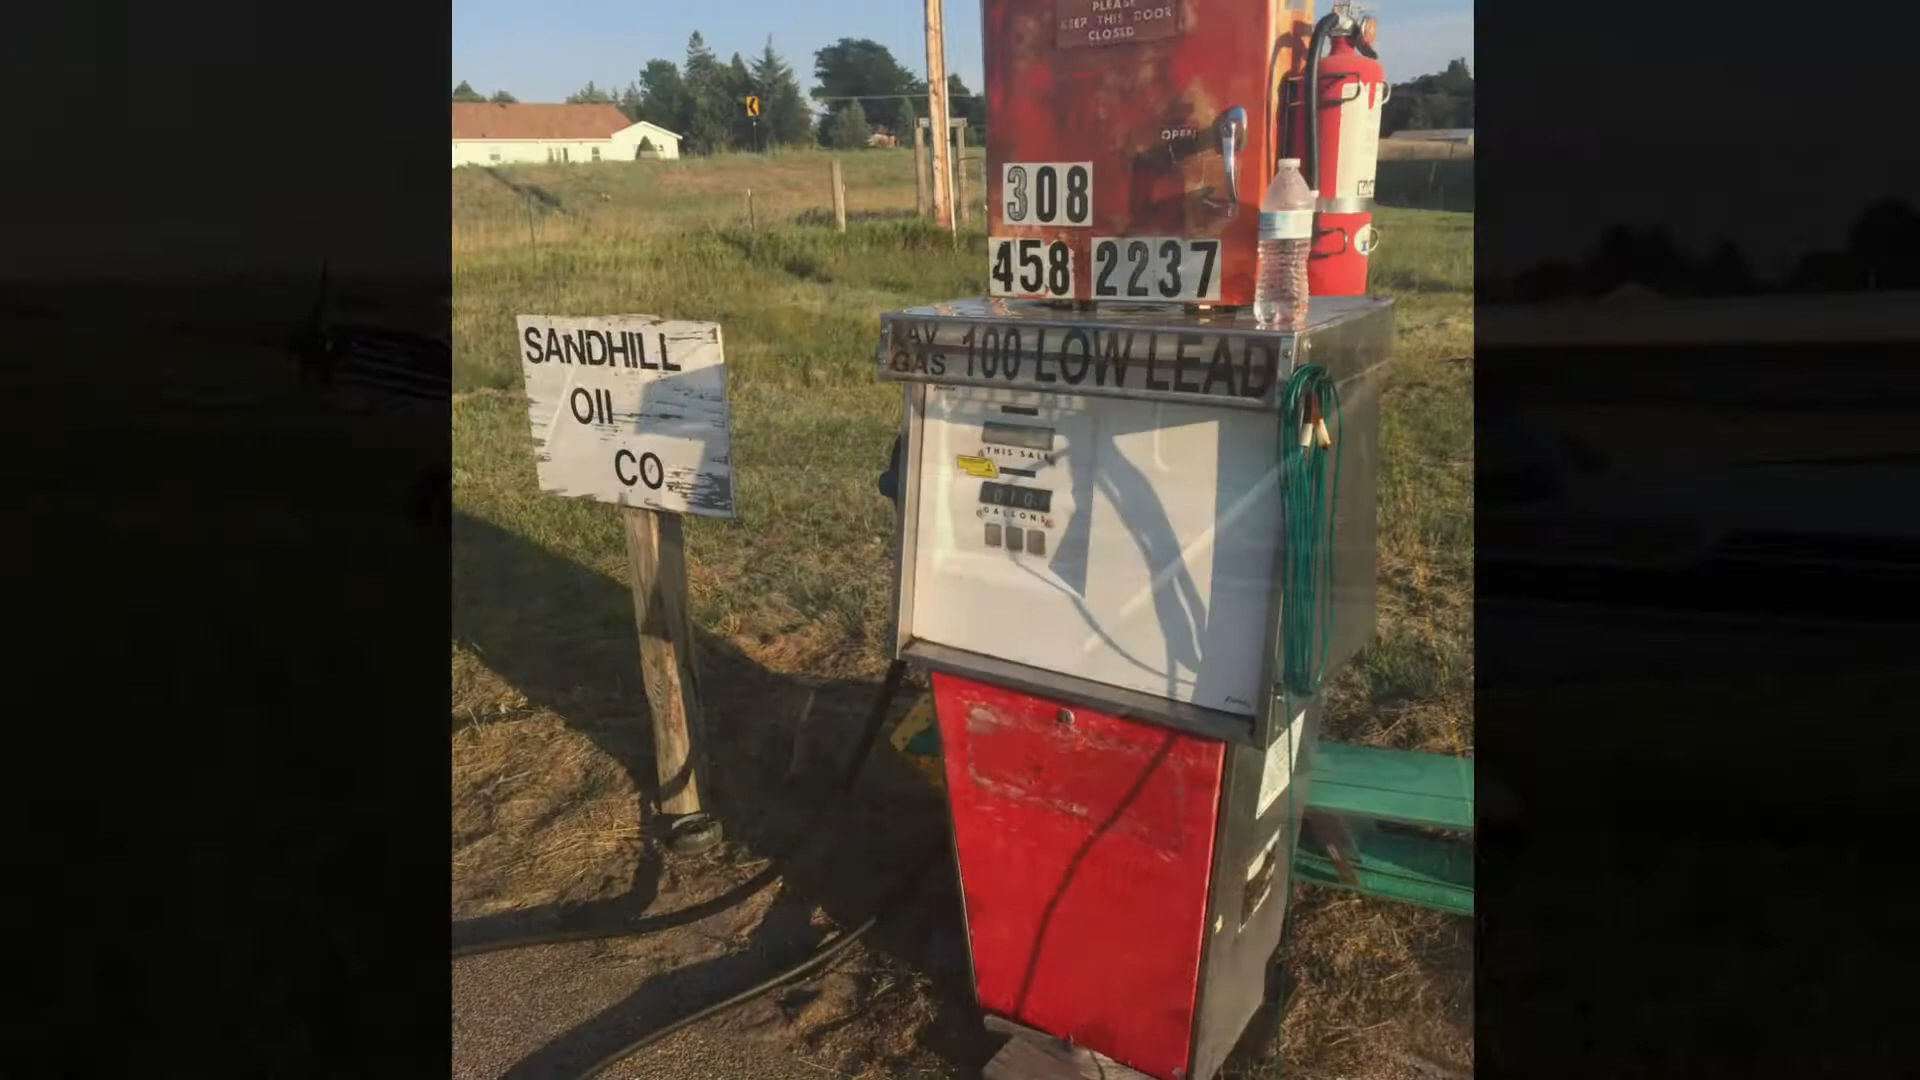 PLEASE
KEEP THIS DOOR
CLOSED
OPEN
308
458 2237
SANDHILL
OIl
CO
AV
GAS
100 LOW LEAD
THIS SALE
GALLONS